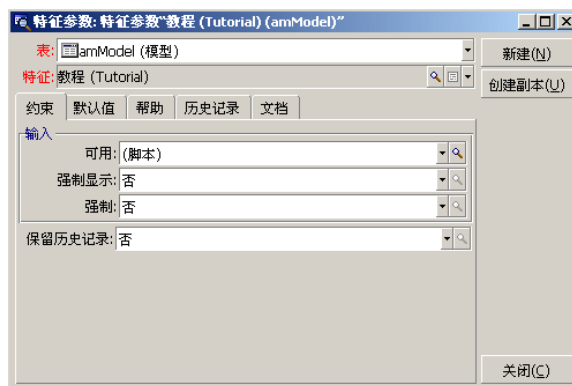 特征参数: 特征参数“教程 (Tutorial) (amModel)”
表: amModel (模型)
新建(N)
特征: 教程 (Tutorial)
创建副本(U)
约束 默认值 帮助 历史记录 文档
输入
可用: (脚本)
强制显示: 否
强制: 否
保留历史记录: 否
关闭(C)